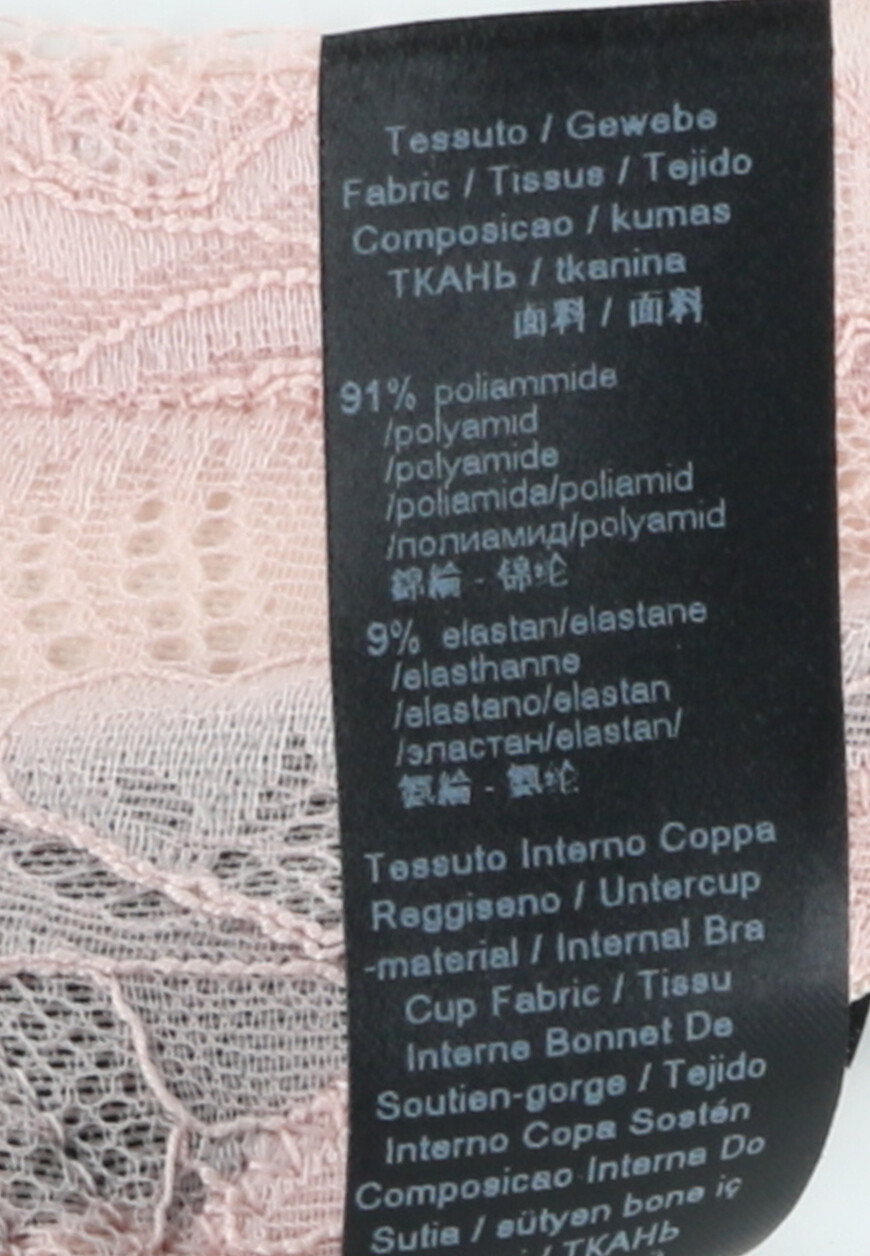 Tessuto / Gewebe
Fabric / Tissus / Tejido
Composicao / kumas
ТКАНЬ / tkanina
面料 / 面料
91% poliammide
/polyamid
/polyamide
/poliamida/poliamid
/полиамид/polyamid
錦綸 - 锦纶
9% elastan/elastane
/elasthanne
/elastano/elastan
/эластан/elastan/
氨綸 - 氨纶
Tessuto Interno Coppa
Reggiseno / Untercup
-material / Internal Bra
Cup Fabric / Tissu
Interne Bonnet De
Soutien-gorge / Tejido
Interno Copa Sostén
Composicao Interna Do
Sutia / sütyen bone iç
/ ТКАНЬ